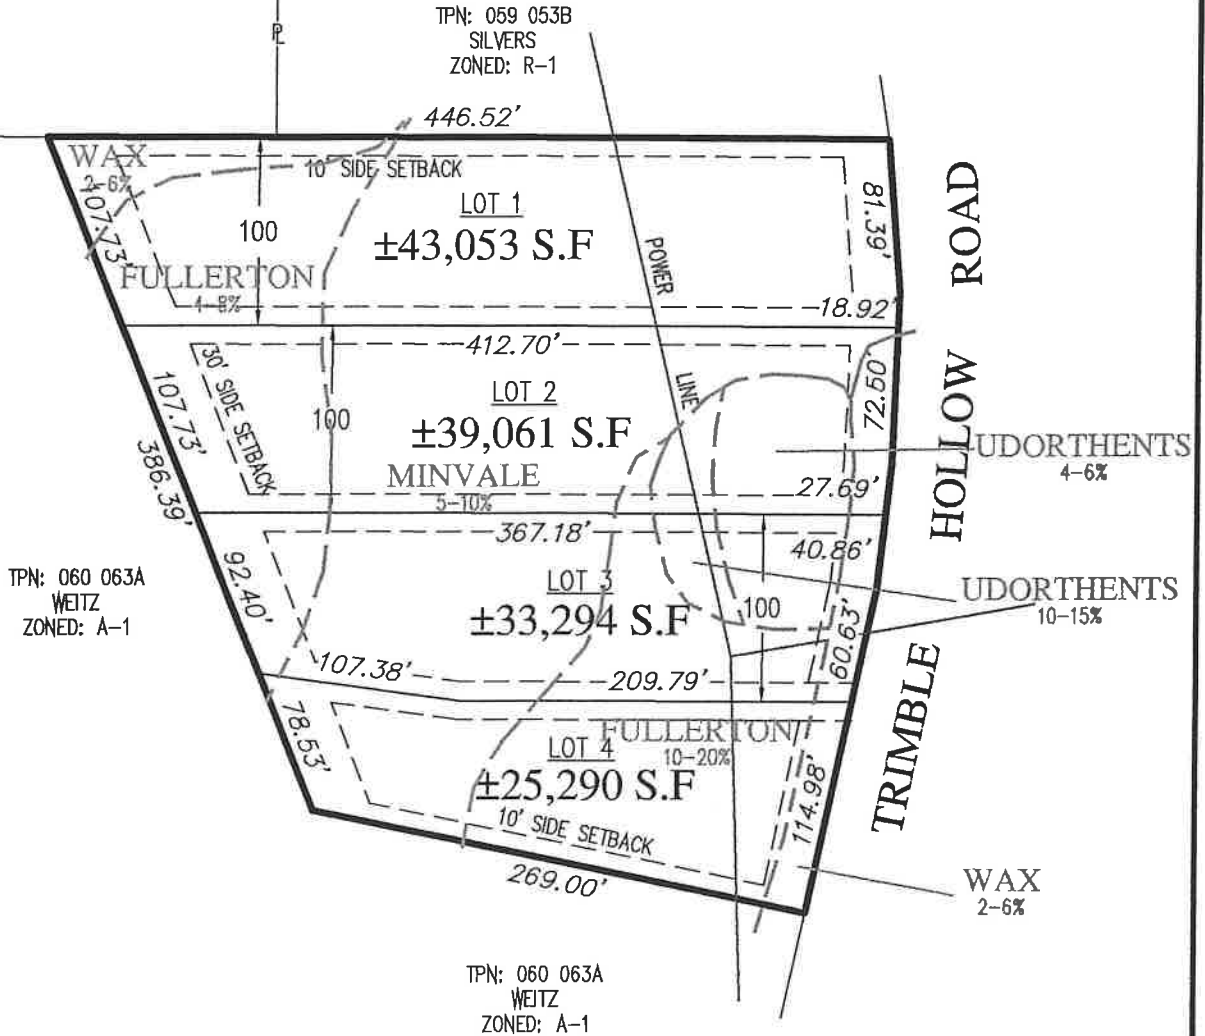 TPN: 059 053B
SILVERS
ZONED: R-1
PL
446.52'
WAX
2-6%
10' SIDE SETBACK
107.73'
LOT 1
±43,053 S.F
100
81.39'
ROAD
POWER
FULLERTON
4-8%
18.92'
412.70'
30' SIDE SETBACK
LINE
LOT 2
±39,061 S.F
100
72.50'
107.73'
386.39'
HOLLOW
UDORTHENTS
4-6%
MINVALE
5-10%
27.69'
367.18'
40.86'
92.40'
TPN: 060 063A
WEITZ
ZONED: A-1
LOT 3
±33,294 S.F
100
60.63'
UDORTHENTS
10-15%
107.38'
209.79'
TRIMBLE
78.53'
FULLERTON
10-20%
LOT 4
±25,290 S.F
10' SIDE SETBACK
114.98'
269.00'
WAX
2-6%
TPN: 060 063A
WEITZ
ZONED: A-1